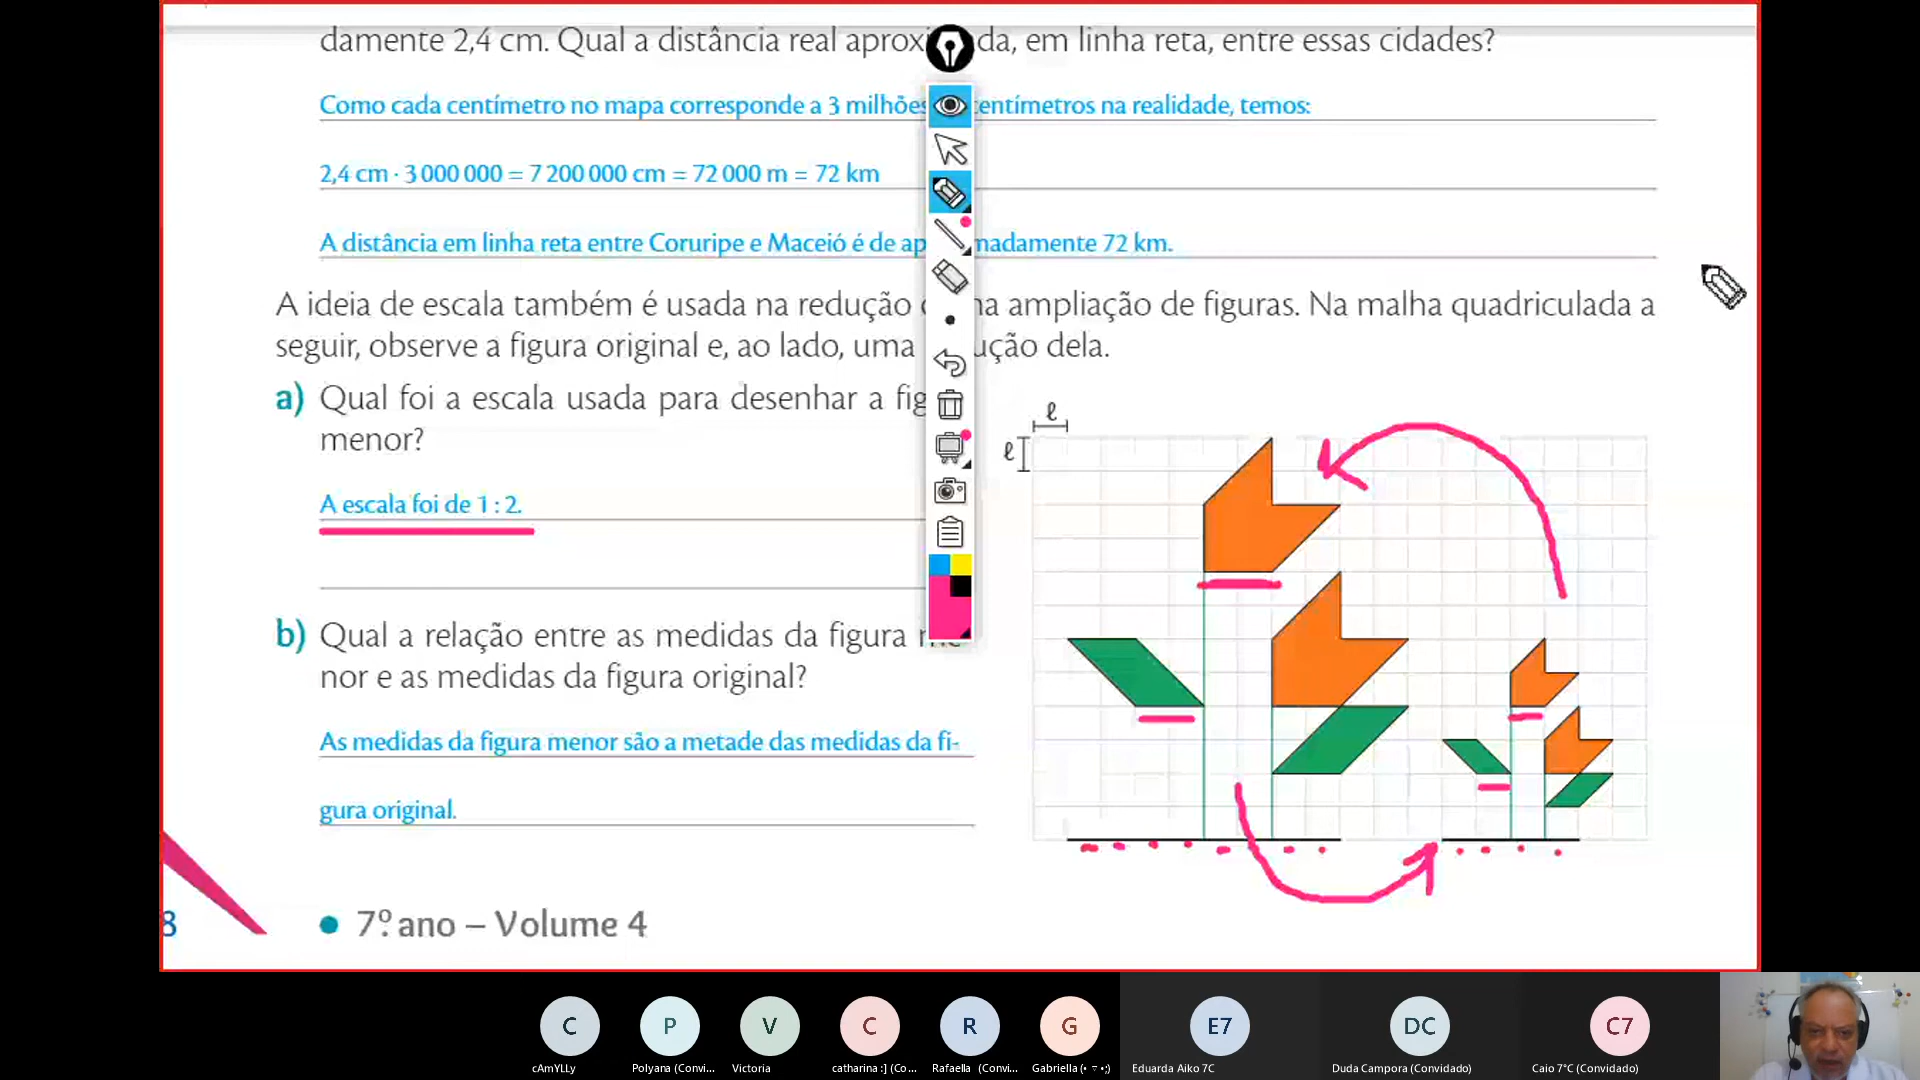 damente 2,4 cm. Qual a distância real aprox da, em linha reta, entre essas cidades?
Como cada centímetro no mapa corresponde a 3 milhões centímetros na realidade, temos:
2,4 cm · 3 000 000 = 7 200 000 cm = 72 000 m = 72 km
A distância em linha reta entre Coruripe e Maceió é de ap madamente 72 km.
A ideia de escala também é usada na redução na ampliação de figuras. Na malha quadriculada a
seguir, observe a figura original e, ao lado, uma ução dela.
a) Qual foi a escala usada para desenhar a fig
menor?
A escala foi de 1 : 2.
ℓ
ℓ
b) Qual a relação entre as medidas da figura me-
nor e as medidas da figura original?
As medidas da figura menor são a metade das medidas da fi-
gura original.
8
• 7º. ano – Volume 4
C
P
V
C
R
G
E7
DC
C7
cAmYLLy
Polyana (Convi...
Victoria
catharina :] (Co...
Rafaella (Convi...
Gabriella (• ▿ •;)
Eduarda Aiko 7C
Duda Campora (Convidado)
Caio 7°C (Convidado)